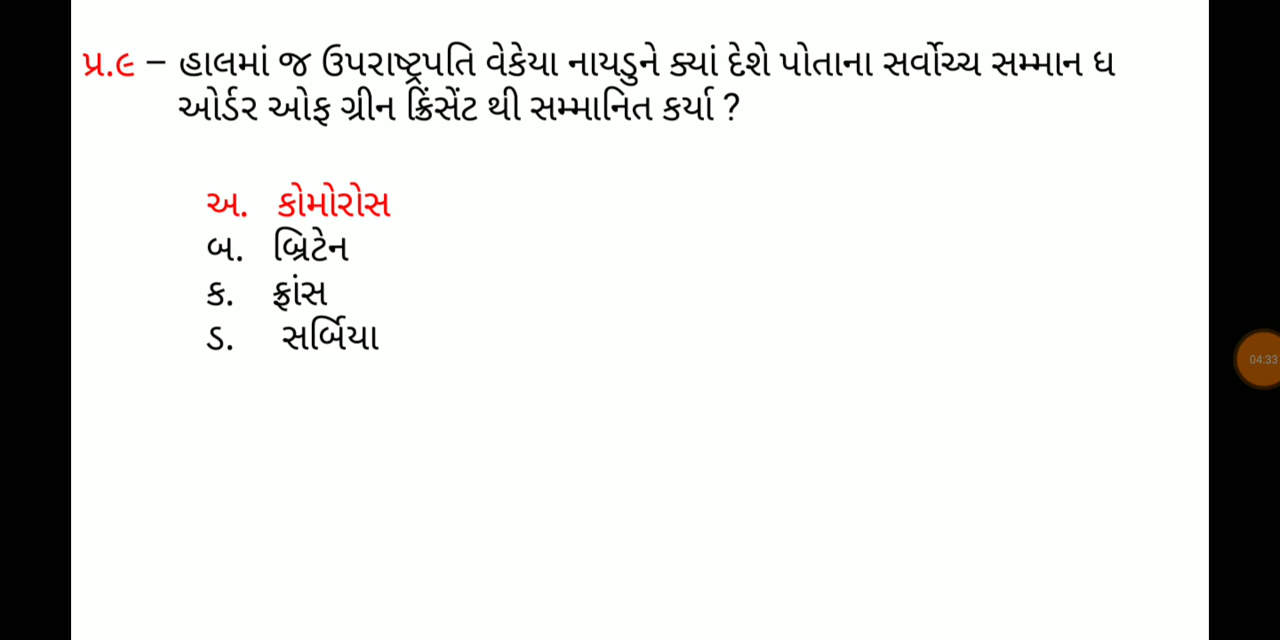 પ્ર.૯ – હાલમાં જ ઉપરાષ્ટ્રપતિ વેકેયા નાયડુને ક્યાં દેશે પોતાના સર્વોચ્ચ સમ્માન ધ
ઓર્ડર ઓફ ગ્રીન ક્રિંસેંટ થી સમ્માનિત કર્યા ?
અ. કોમોરોસ
બ. બ્રિટેન
ક. ફ્રાંસ
ડ. સર્બિયા
04:33